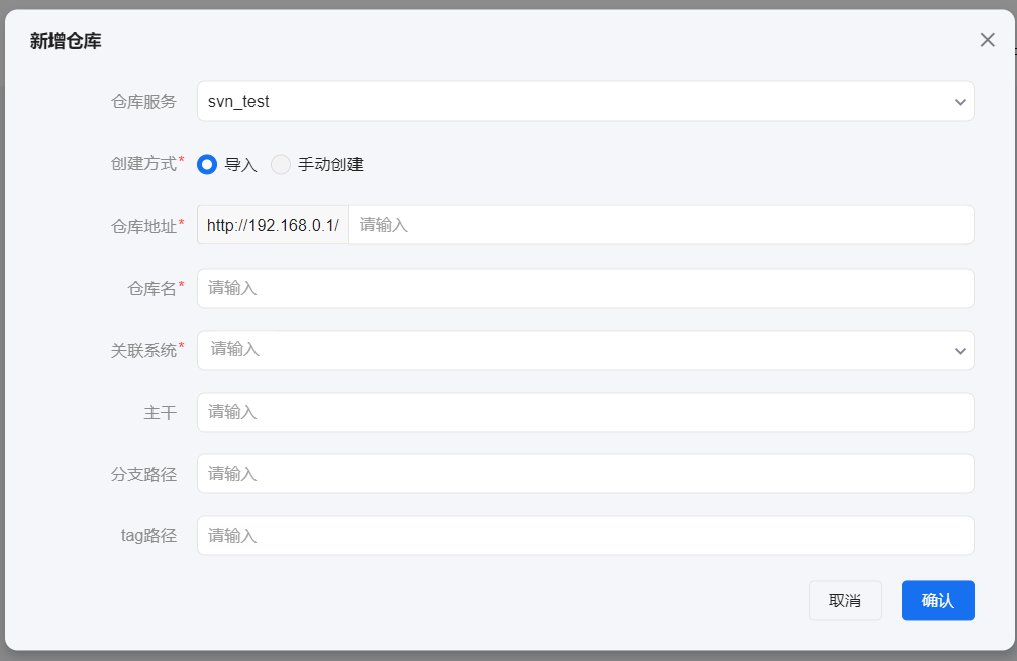 新增仓库
仓库服务 svn_test
创建方式* 导入 手动创建
仓库地址* http://192.168.0.1/ 请输入
仓库名* 请输入
关联系统* 请输入
主干 请输入
分支路径 请输入
tag路径 请输入
取消 确认